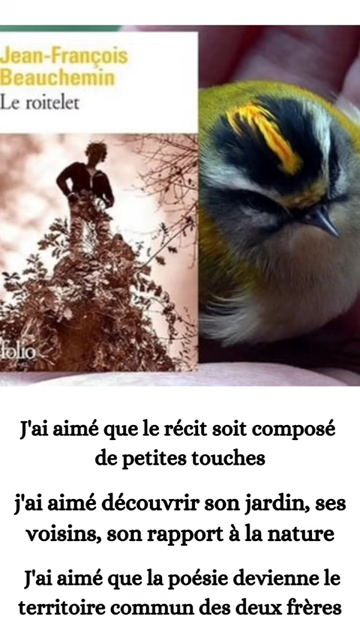 Jean-François
Beauchemin
Le roitelet
folio
J'ai aimé que le récit soit composé
de petites touches
j'ai aimé découvrir son jardin, ses
voisins, son rapport à la nature
J'ai aimé que la poésie devienne le
territoire commun des deux frères